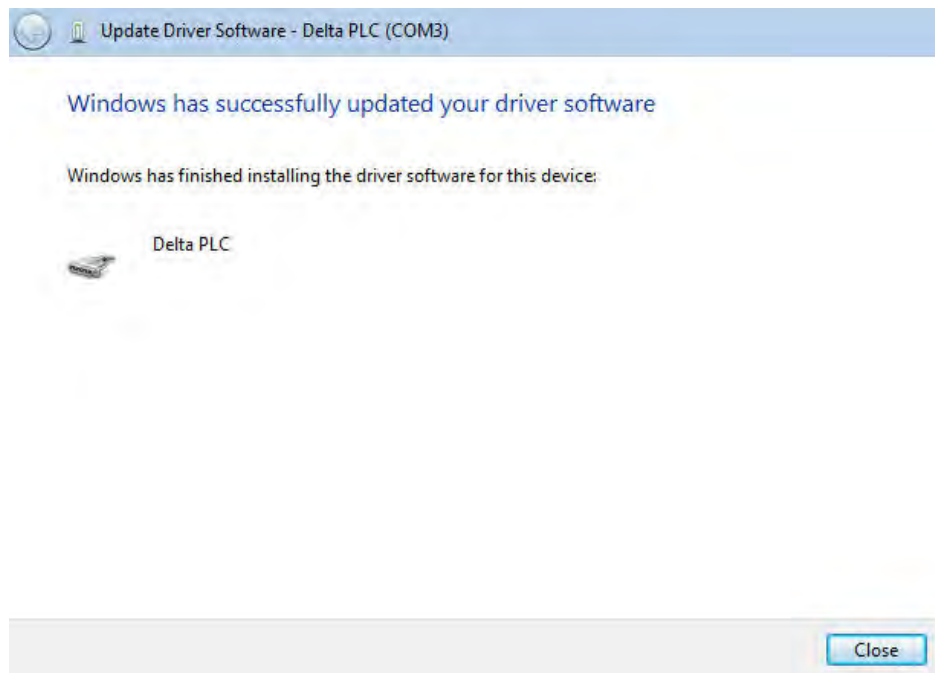 Update Driver Software - Delta PLC (COM3)
Windows has successfully updated your driver software
Windows has finished installing the driver software for this device:
Delta PLC
Close